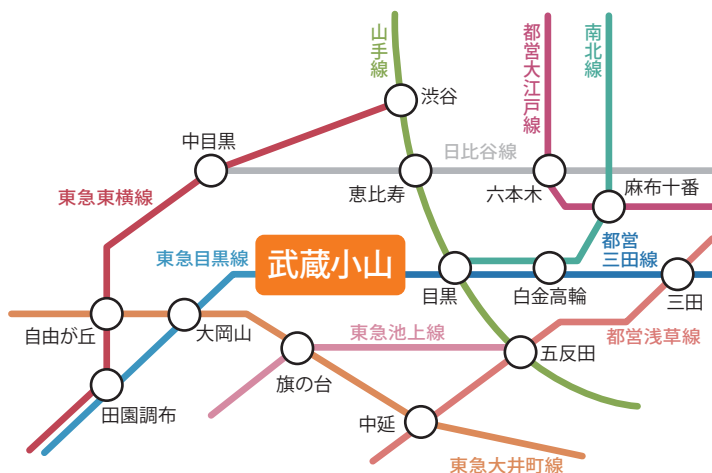 山手線
都営大江戸線
南北線
渋谷
中目黒
日比谷線
恵比寿
六本木
麻布十番
東急東横線
東急目黒線
武蔵小山
都営
三田線
目黒
白金高輪
三田
自由が丘
大岡山
東急池上線
五反田
都営浅草線
旗の台
田園調布
中延
東急大井町線